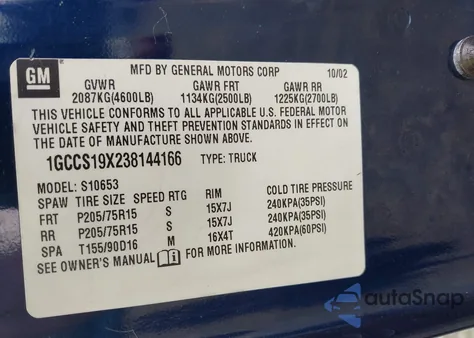 GM
MFD BY GENERAL MOTORS CORP 10/02
GVWR GAWR FRT GAWR RR
2087KG(4600LB) 1134KG(2500LB) 1225KG(2700LB)
THIS VEHICLE CONFORMS TO ALL APPLICABLE U.S. FEDERAL MOTOR
VEHICLE SAFETY AND THEFT PREVENTION STANDARDS IN EFFECT ON
THE DATE OF MANUFACTURE SHOWN ABOVE.
1GCCS19X238144166 TYPE: TRUCK
MODEL: S10653
SPAW TIRE SIZE SPEED RTG RIM COLD TIRE PRESSURE
FRT P205/75R15 S 15X7J 240KPA(35PSI)
RR P205/75R15 S 15X7J 240KPA(35PSI)
SPA T155/90D16 M 16X4T 420KPA(60PSI)
SEE OWNER'S MANUAL i FOR MORE INFORMATION.
autoSnap